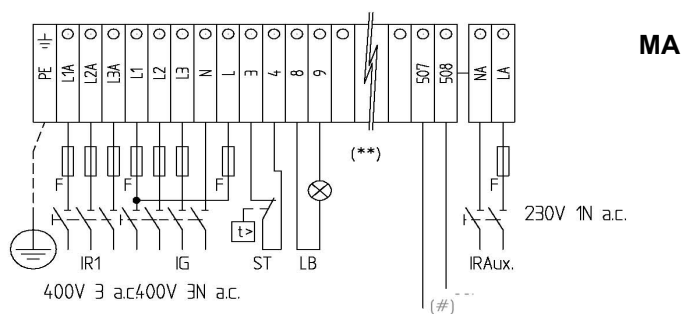 MA
PE L1A L2A L3A L1 L2 L3 N L 3 4 8 9 507 508 NA LA
(**)
F F F F
t>
230V 1N a.c.
IR1 IG ST LB IRAux.
400V 3 a.c.400V 3N a.c.
(#)